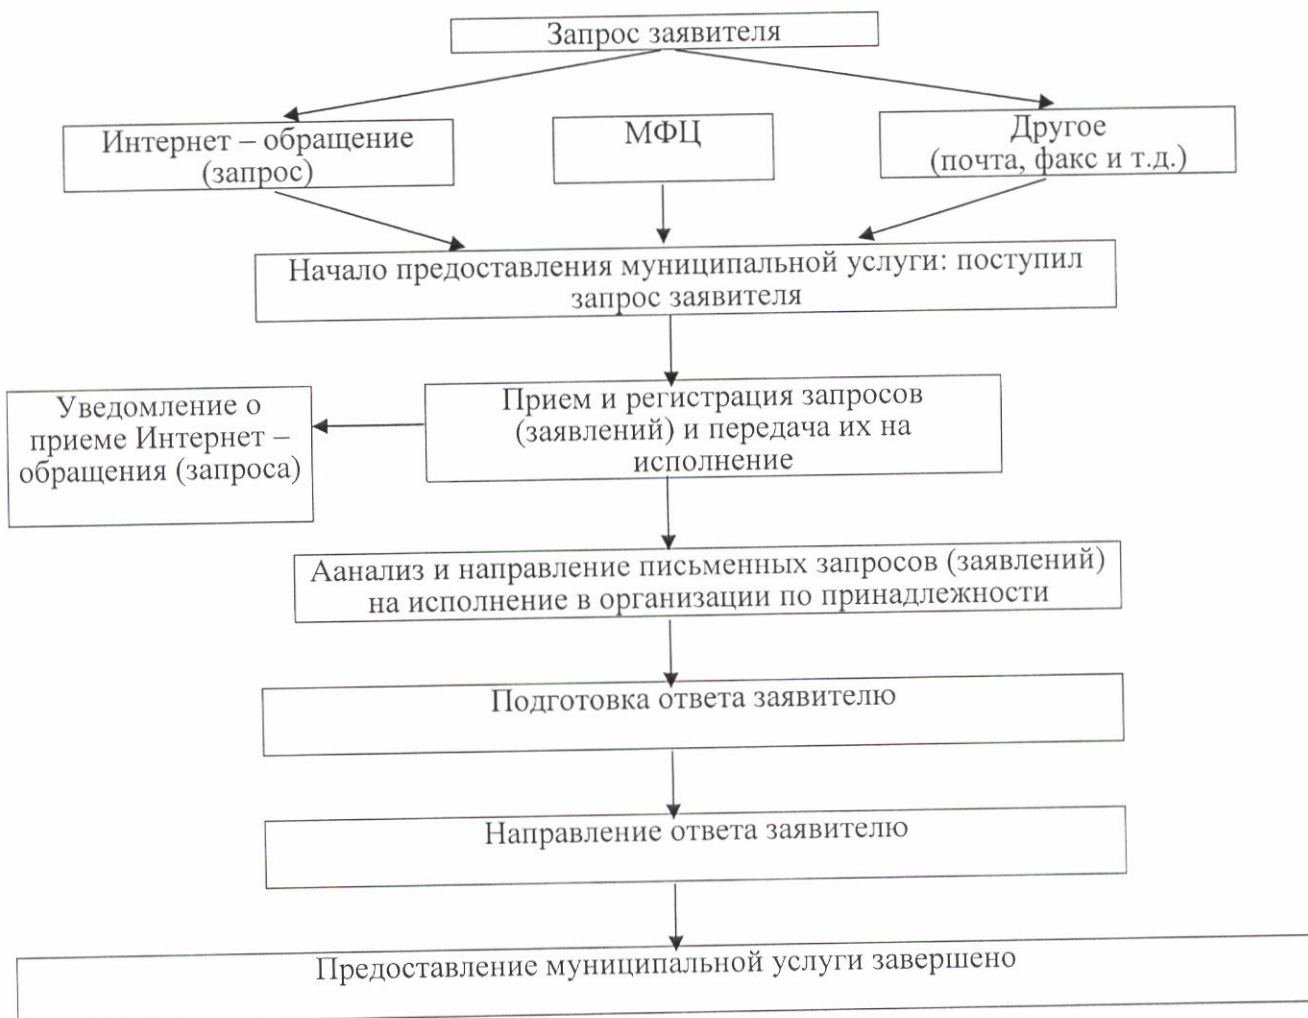 Запрос заявителя
Интернет – обращение
(запрос)
МФЦ
Другое
(почта, факс и т.д.)
Начало предоставления муниципальной услуги: поступил
запрос заявителя
Уведомление о
приеме Интернет –
обращения (запроса)
Прием и регистрация запросов
(заявлений) и передача их на
исполнение
Аанализ и направление письменных запросов (заявлений)
на исполнение в организации по принадлежности
Подготовка ответа заявителю
Направление ответа заявителю
Предоставление муниципальной услуги завершено